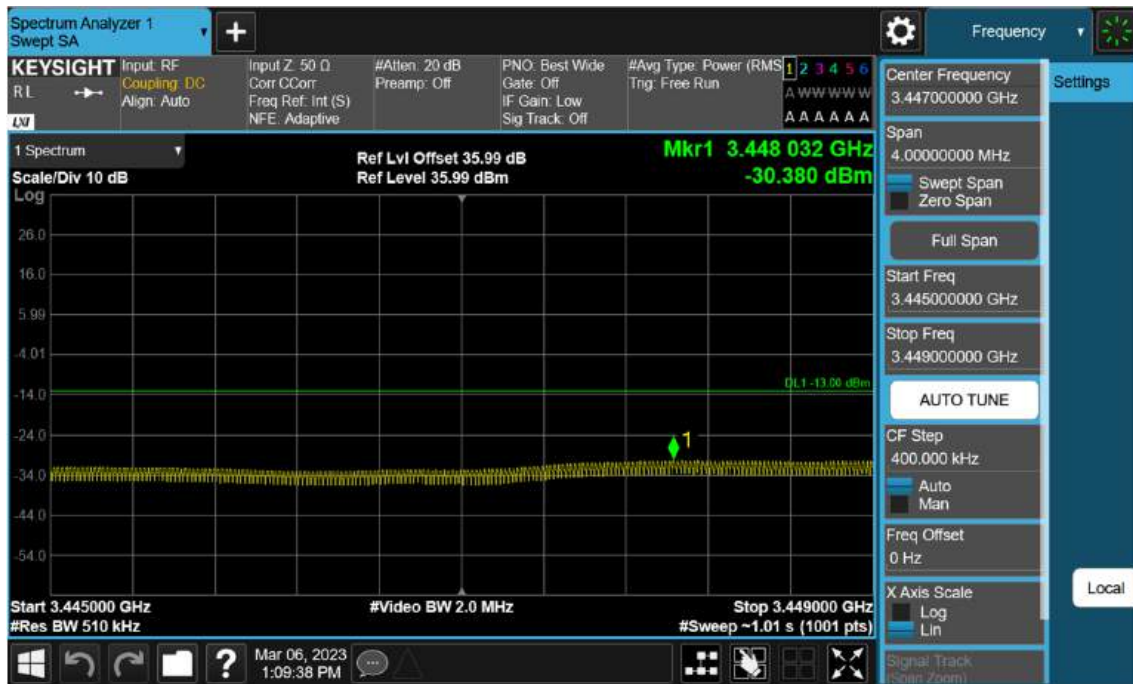 Spectrum Analyzer 1
Swept SA
+
Frequency
KEYSIGHT
R L
LXI
Input: RF
Coupling: DC
Align: Auto
Input Z: 50 Ω
Corr CCorr
Freq Ref: Int (S)
NFE: Adaptive
#Atten: 20 dB
Preamp: Off
PNO: Best Wide
Gate: Off
IF Gain: Low
Sig Track: Off
#Avg Type: Power (RMS
Trig: Free Run
1 2 3 4 5 6
A W W W W W
A A A A A A
1 Spectrum
Scale/Div 10 dB
Log
Ref Lvl Offset 35.99 dB
Ref Level 35.99 dBm
Mkr1 3.448 032 GHz
-30.380 dBm
26.0
16.0
5.99
-4.01
DL1 -13.00 dBm
-14.0
-24.0
1
-34.0
-44.0
-54.0
Start 3.445000 GHz
#Res BW 510 kHz
#Video BW 2.0 MHz
Stop 3.449000 GHz
#Sweep ~1.01 s (1001 pts)
Center Frequency
3.447000000 GHz
Span
4.00000000 MHz
Swept Span
Zero Span
Full Span
Start Freq
3.445000000 GHz
Stop Freq
3.449000000 GHz
AUTO TUNE
CF Step
400.000 kHz
Auto
Man
Freq Offset
0 Hz
X Axis Scale
Log
Lin
Signal Track
(Span Zoom)
Settings
Local
?
Mar 06, 2023
1:09:38 PM